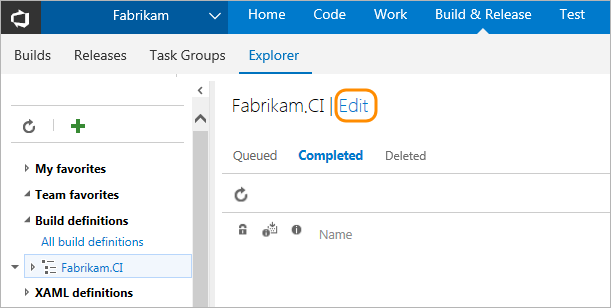 Fabrikam Home Code Work Build & Release Test
Builds Releases Task Groups Explorer
Fabrikam.CI | Edit
Queued Completed Deleted
My favorites
Team favorites
Build definitions
All build definitions
Fabrikam.CI
XAML definitions
Name